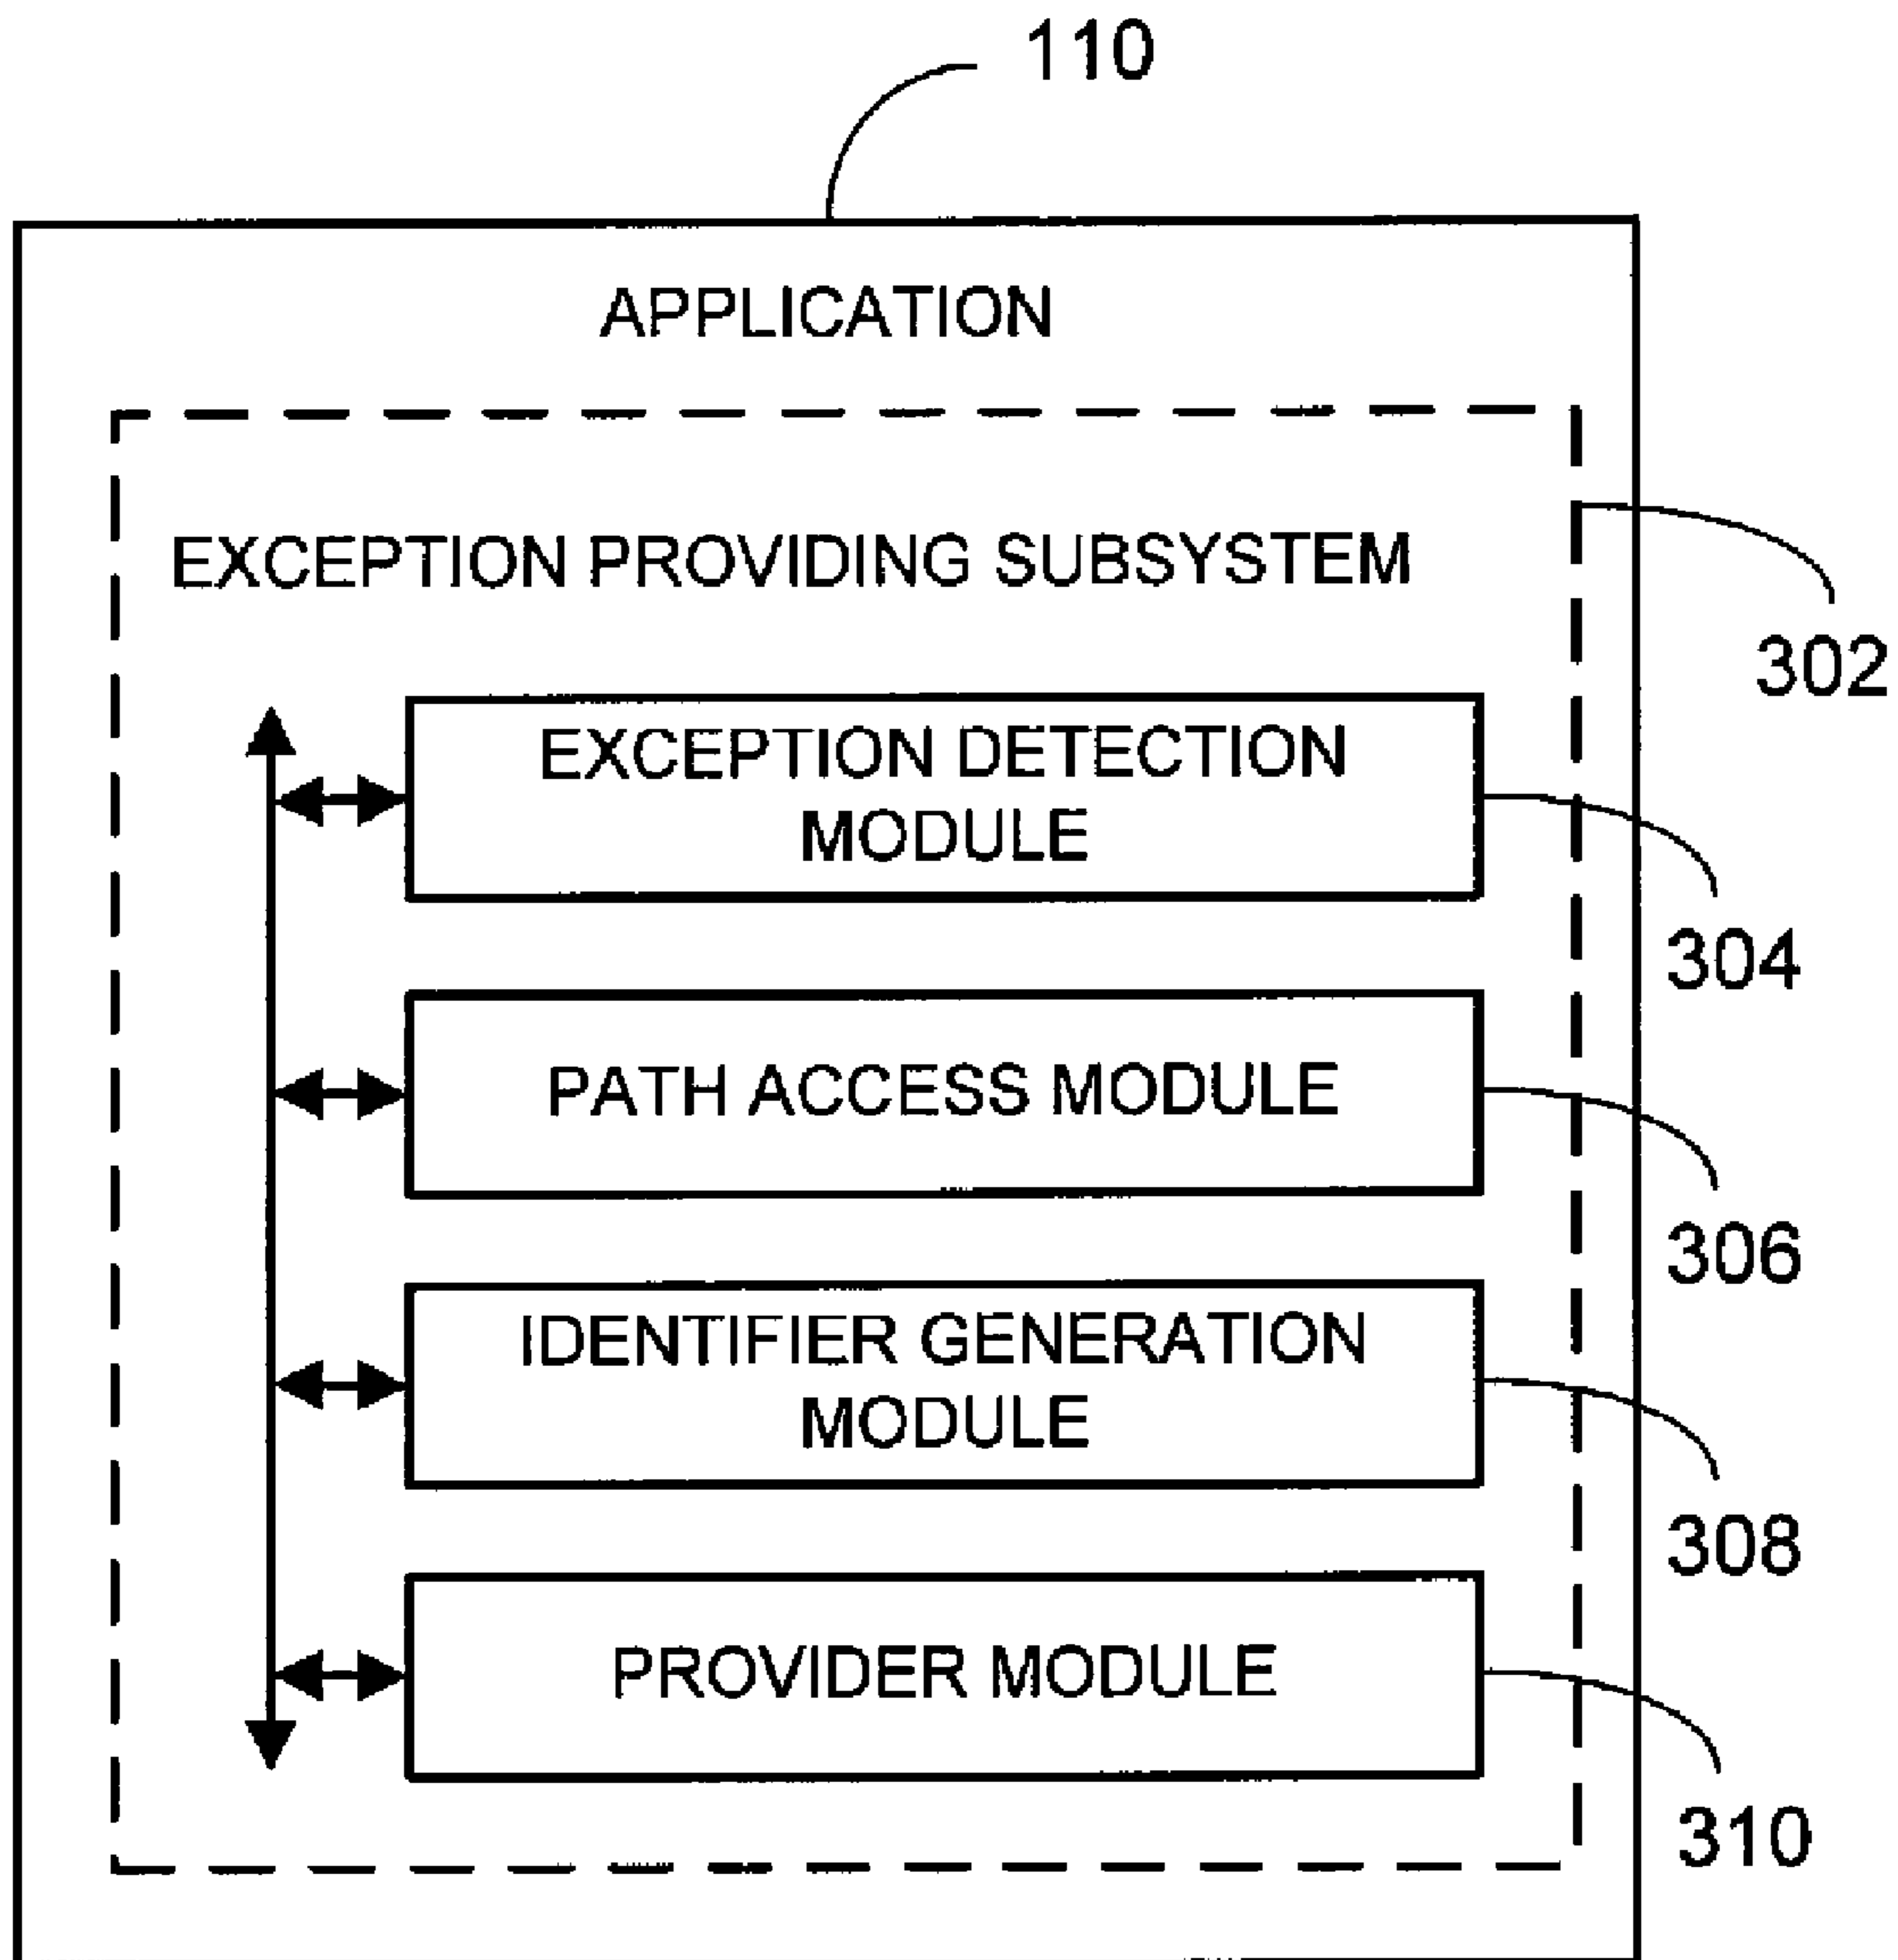 110
APPLICATION
EXCEPTION PROVIDING SUBSYSTEM
302
EXCEPTION DETECTION
MODULE
304
PATH ACCESS MODULE
306
IDENTIFIER GENERATION
MODULE
308
PROVIDER MODULE
310